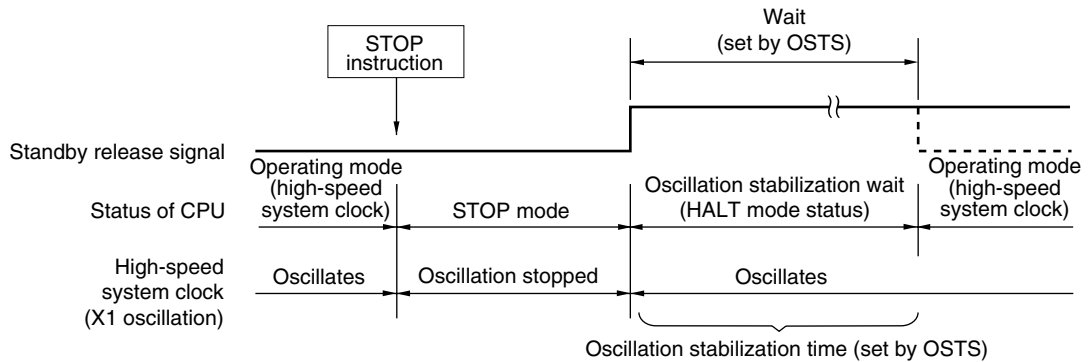 Wait
(set by OSTS)
STOP
instruction
Standby release signal
Status of CPU
Operating mode
(high-speed
system clock)
STOP mode
Oscillation stabilization wait
(HALT mode status)
Operating mode
(high-speed
system clock)
High-speed
system clock
(X1 oscillation)
Oscillates
Oscillation stopped
Oscillates
Oscillation stabilization time (set by OSTS)